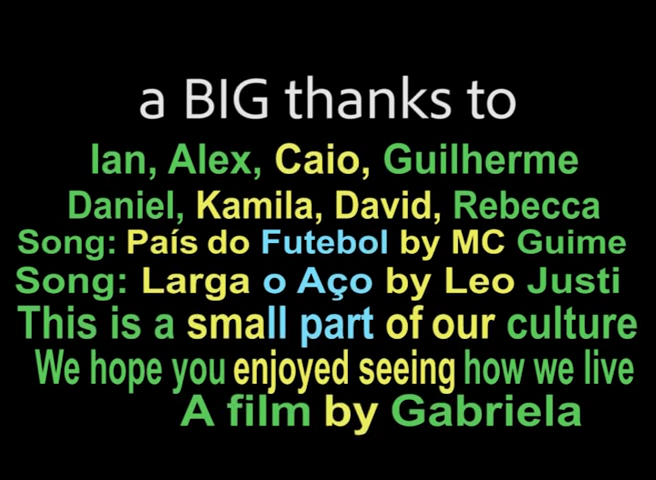 a BIG thanks to
Ian, Alex, Caio, Guilherme
Daniel, Kamila, David, Rebecca
Song: País do Futebol by MC Guime
Song: Larga o Aço by Leo Justi
This is a small part of our culture
We hope you enjoyed seeing how we live
A film by Gabriela